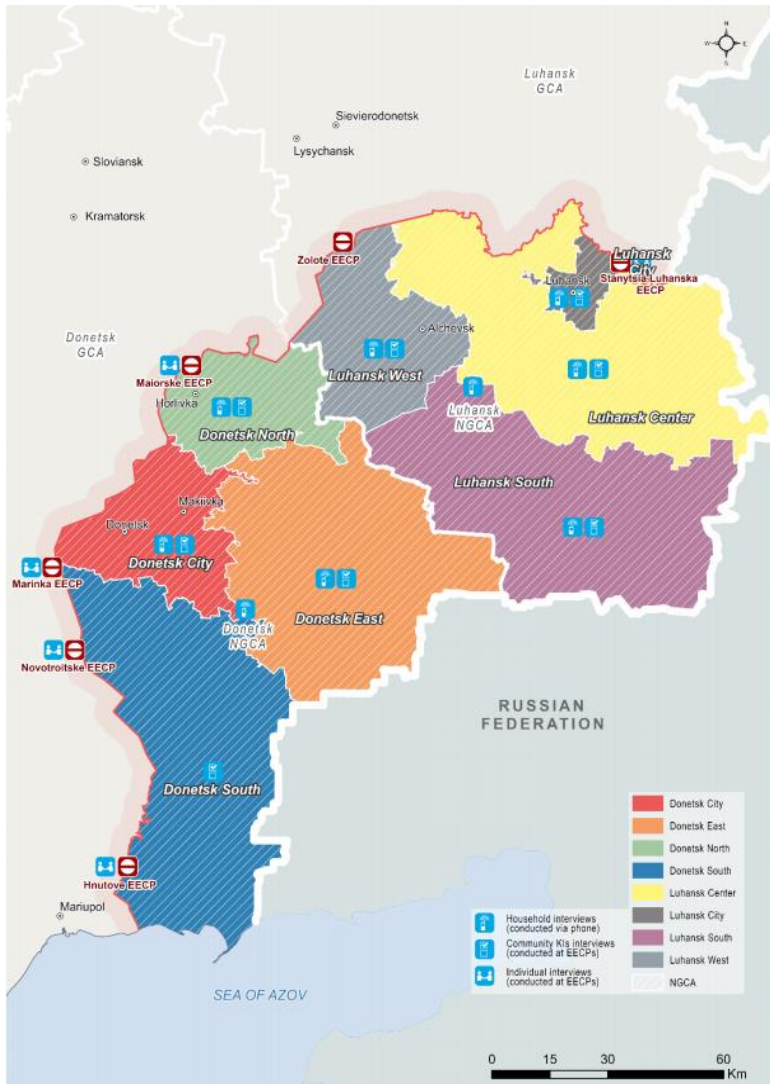 N
W
E
S
Luhansk
GCA
Sievierodonetsk
Lysychansk
Sloviansk
Kramatorsk
Zolote EECP
Luhansk
City
Stanytsia Luhanska
EECP
Luhansk
Donetsk
GCA
Alchevsk
Maiorske EECP
Horlivka
Luhansk West
Luhansk
NGCA
Luhansk Center
Donetsk North
Luhansk South
Makiivka
Donetsk
Donetsk City
Marinka EECP
Donetsk East
Donetsk
NGCA
Novotroitske EECP
RUSSIAN
FEDERATION
Donetsk South
Hnutove EECP
Mariupol
SEA OF AZOV
Donetsk City
Donetsk East
Donetsk North
Donetsk South
Luhansk Center
Luhansk City
Luhansk South
Luhansk West
NGCA
Household interviews
(conducted via phone)
Community KIs interviews
(conducted at EECPs)
Individual interviews
(conducted at EECPs)
0 15 30 60
Km